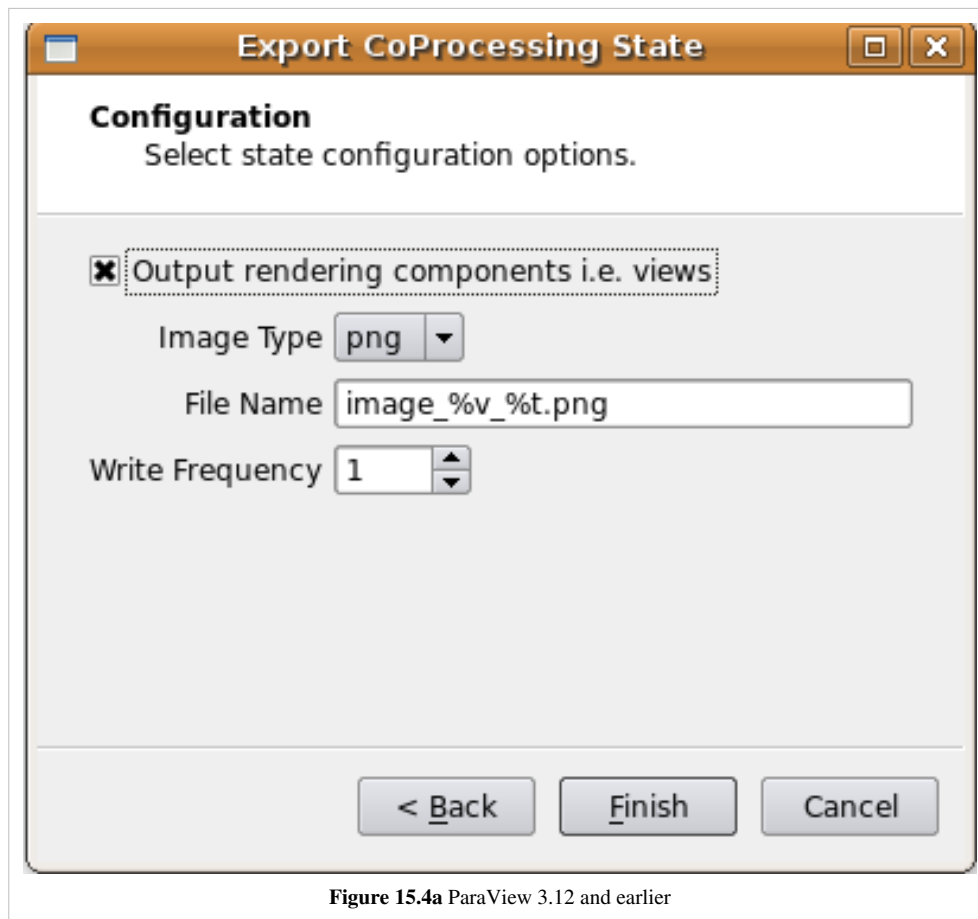 Export CoProcessing State
Configuration
Select state configuration options.
Output rendering components i.e. views
Image Type png
File Name image_%v_%t.png
Write Frequency 1
< Back Finish Cancel
Figure 15.4a ParaView 3.12 and earlier